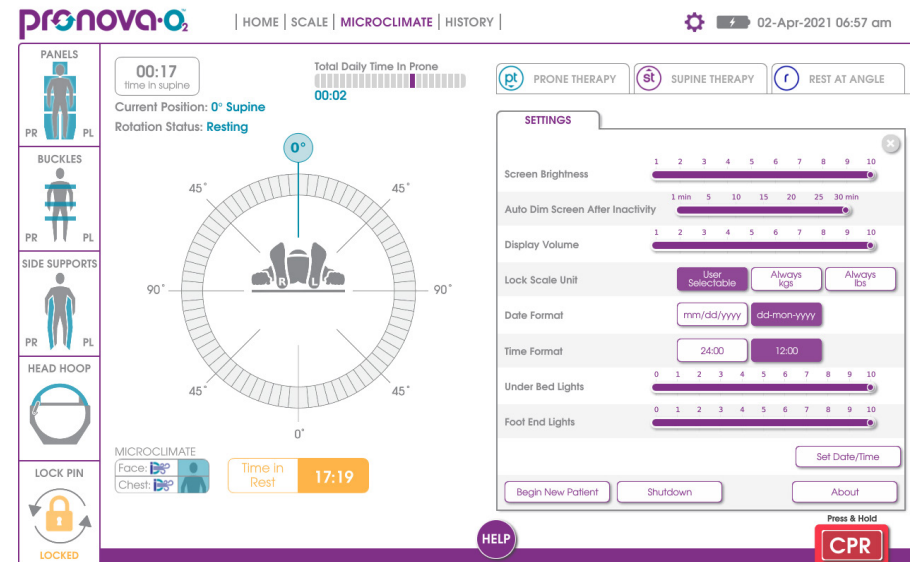 pronova·O₂
HOME | SCALE | MICROCLIMATE | HISTORY |
02-Apr-2021 06:57 am
PANELS
PR PL
BUCKLES
PR PL
SIDE SUPPORTS
PR PL
HEAD HOOP
LOCK PIN
LOCKED
00:17
time in supine
Total Daily Time In Prone
00:02
Current Position: 0° Supine
Rotation Status: Resting
0°
45° 45°
R L
90° 90°
45° 45°
0°
MICROCLIMATE
Face:
Chest:
Time in
Rest
17:19
pt PRONE THERAPY
st SUPINE THERAPY
r REST AT ANGLE
SETTINGS
1 2 3 4 5 6 7 8 9 10
Screen Brightness
1 min 5 10 15 20 25 30 min
Auto Dim Screen After Inactivity
1 2 3 4 5 6 7 8 9 10
Display Volume
Lock Scale Unit
User
Selectable
Always
kgs
Always
lbs
Date Format
mm/dd/yyyy
dd-mon-yyyy
Time Format
24:00
12:00
0 1 2 3 4 5 6 7 8 9 10
Under Bed Lights
0 1 2 3 4 5 6 7 8 9 10
Foot End Lights
Set Date/Time
Begin New Patient
Shutdown
About
HELP
Press & Hold
CPR